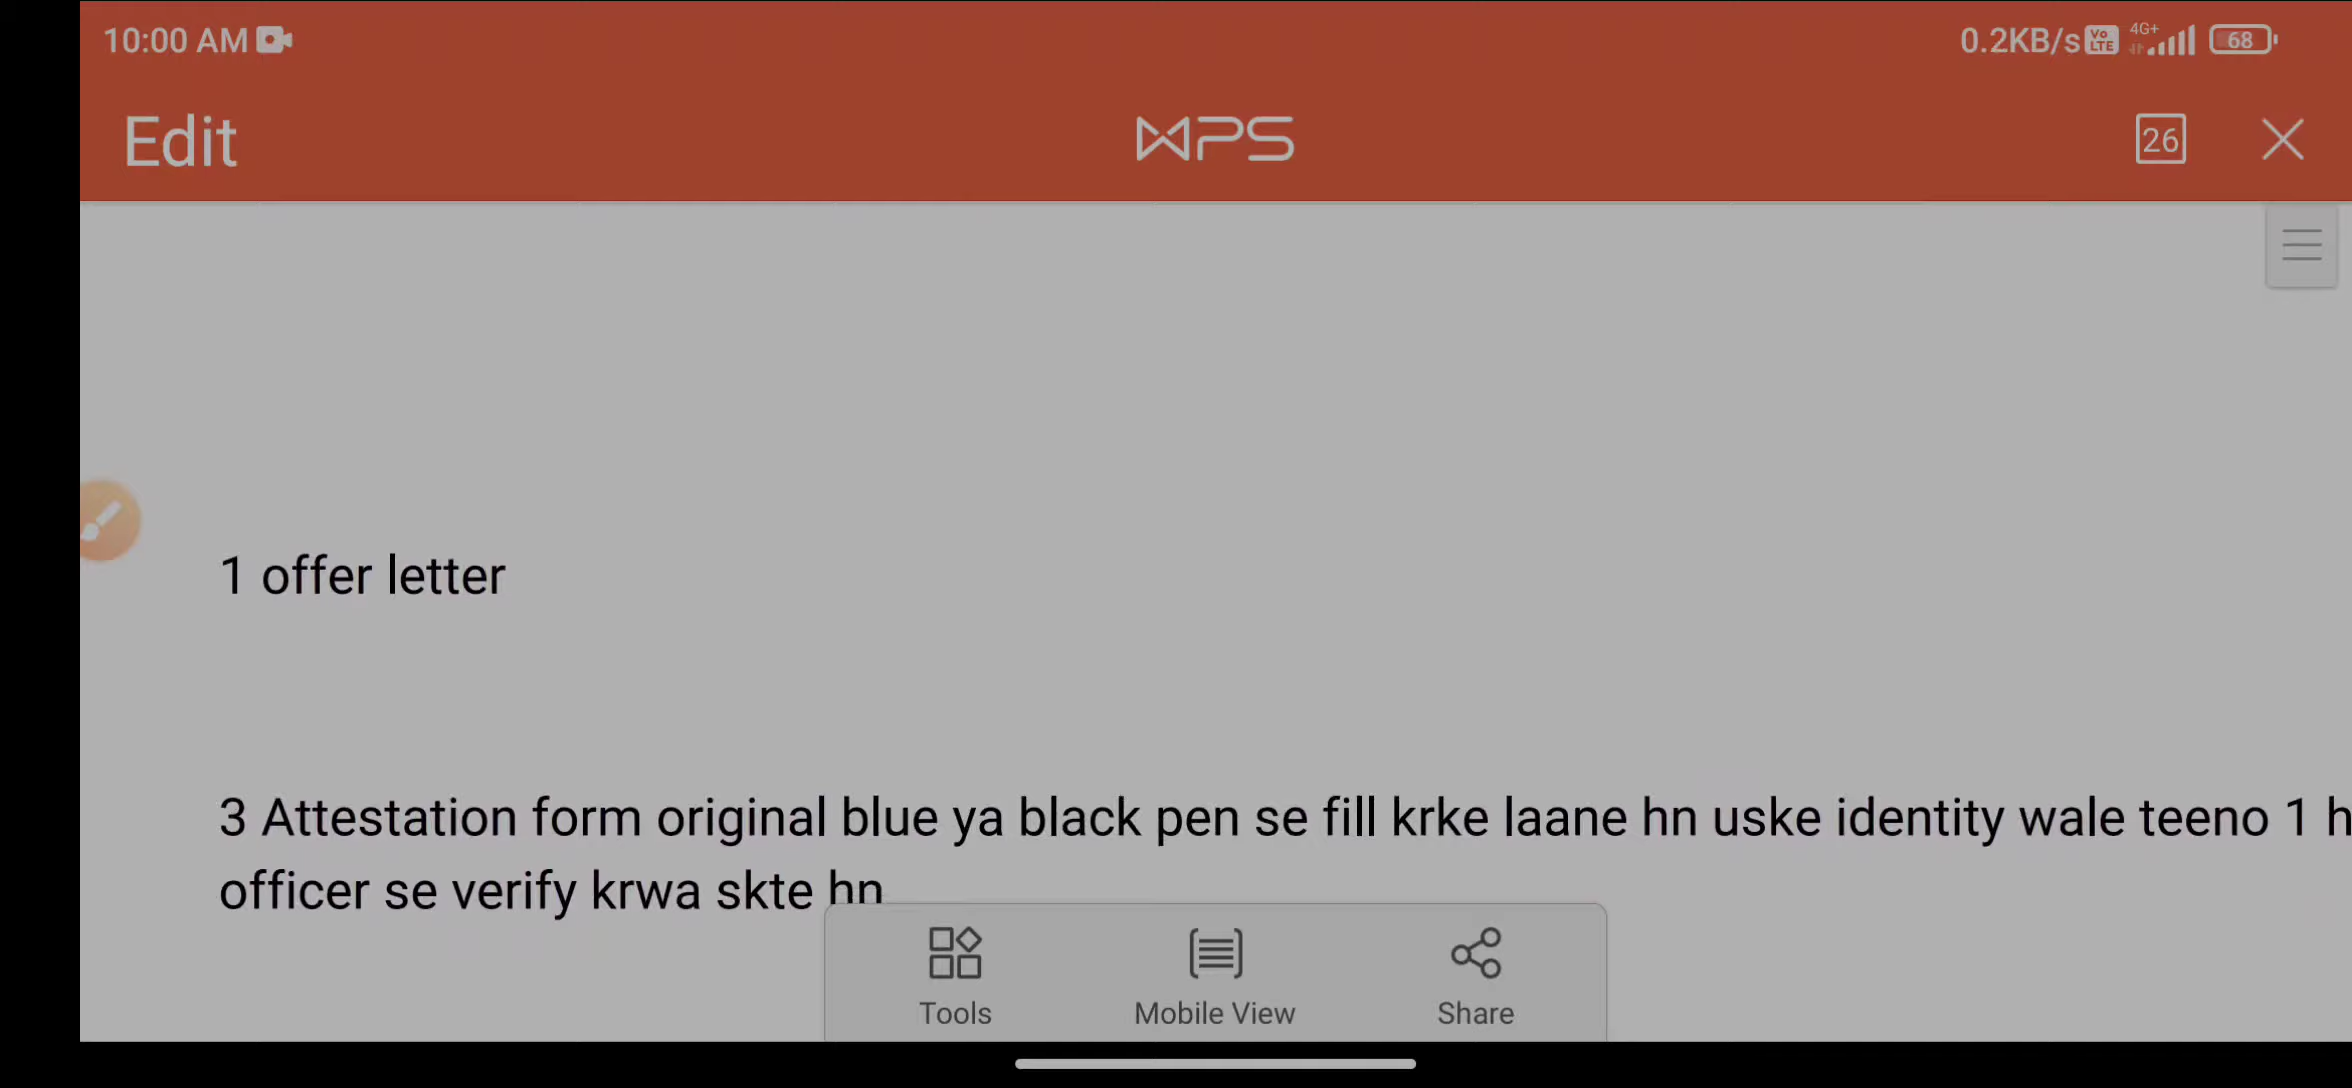 10:00 AM
0.2KB/s Vo LTE 4G+ 68
Edit
WPS
26
1 offer letter
3 Attestation form original blue ya black pen se fill krke laane hn uske identity wale teeno 1 h
officer se verify krwa skte hn
Tools
Mobile View
Share